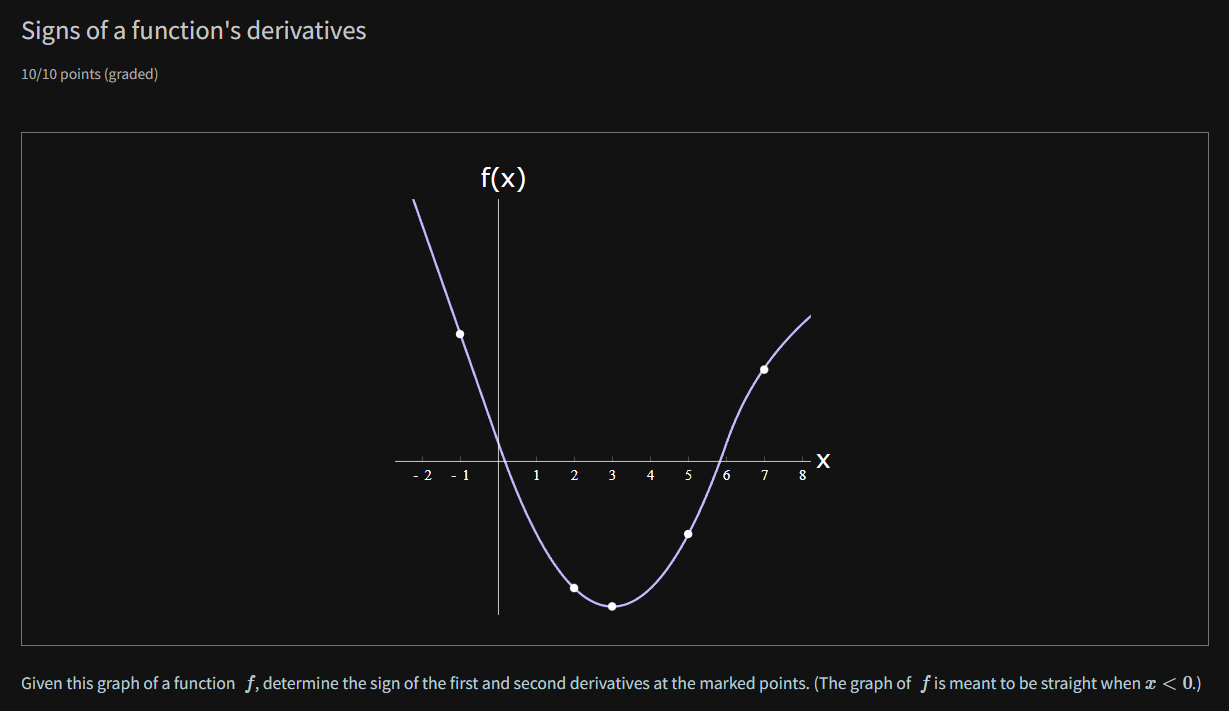 Signs of a function's derivatives
10/10 points (graded)
f(x)
x
- 2 - 1 1 2 3 4 5 6 7 8
Given this graph of a function f, determine the sign of the first and second derivatives at the marked points. (The graph of f is meant to be straight when x < 0.)